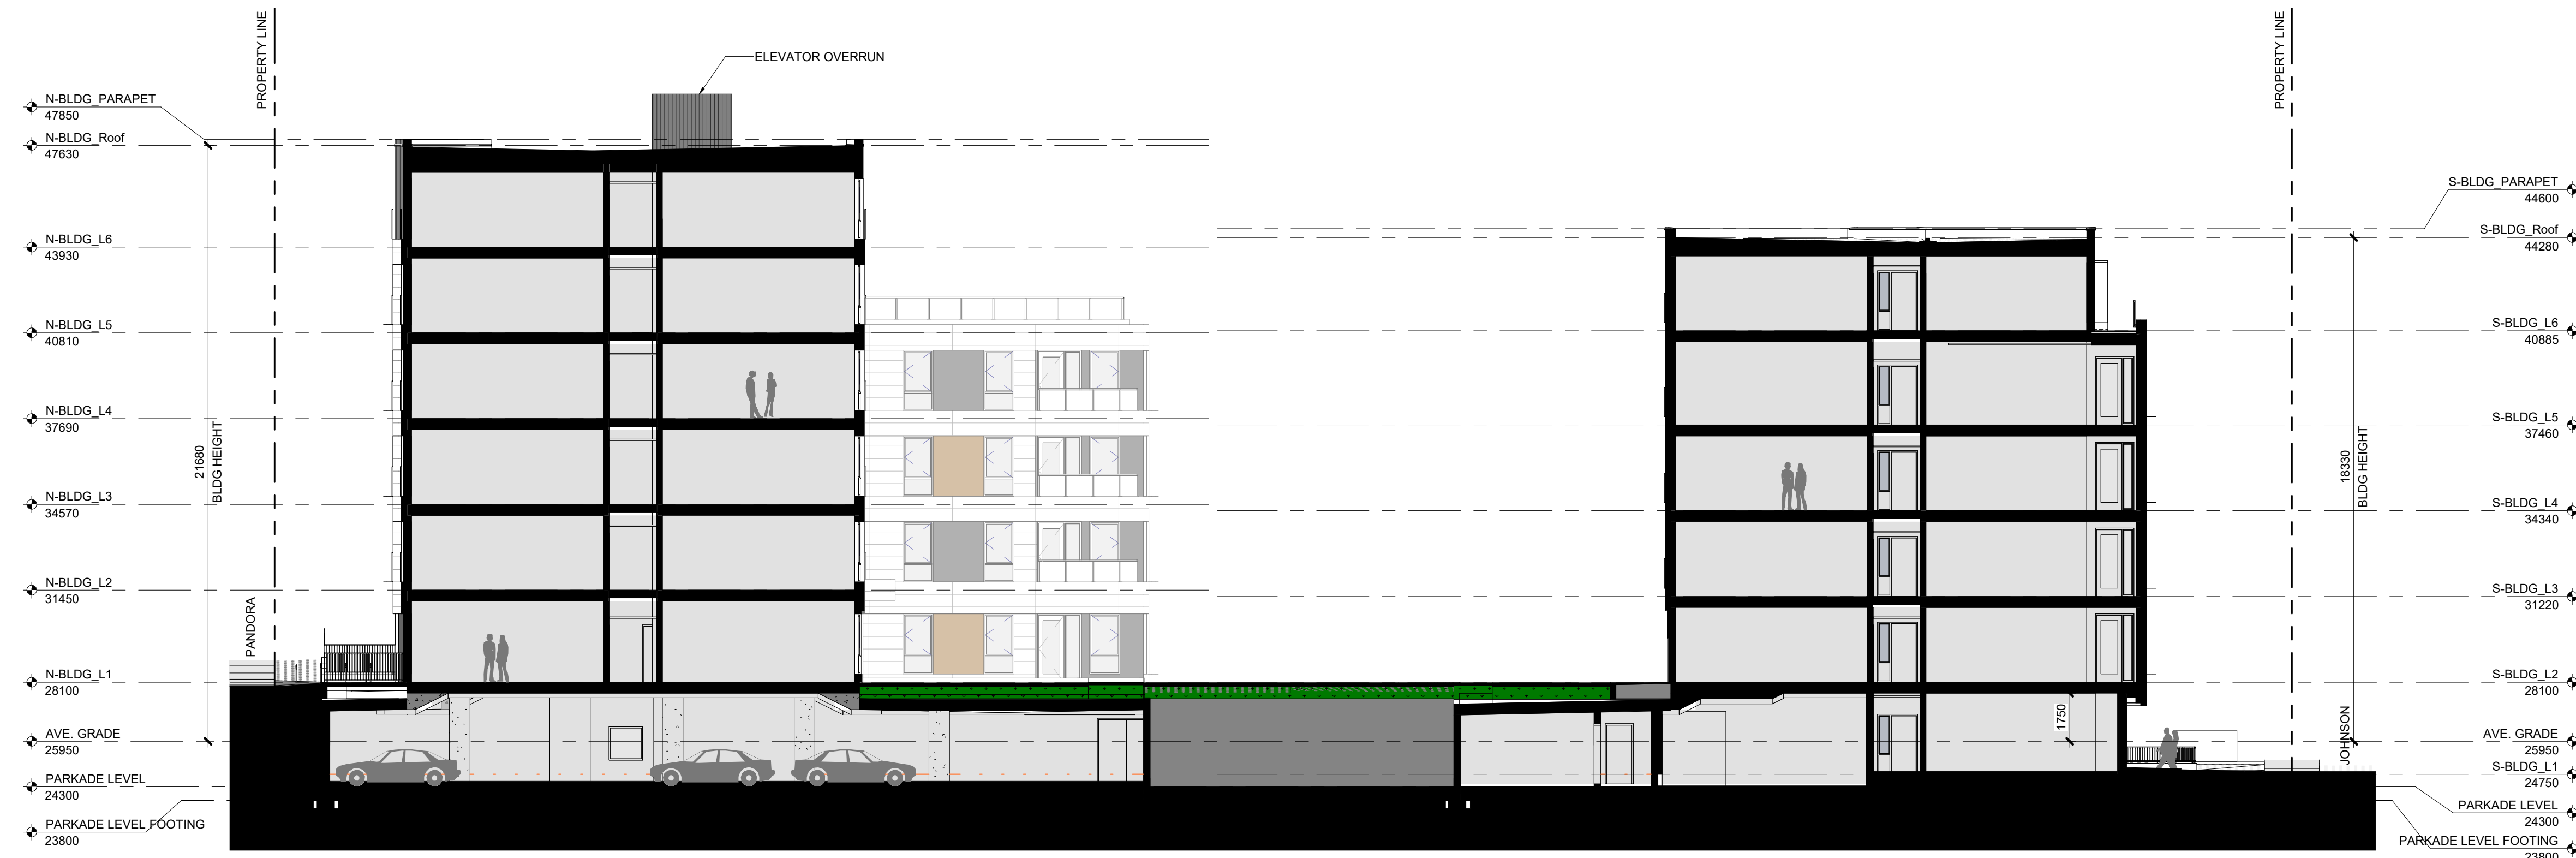 PROPERTY LINE
ELEVATOR OVERRUN
PROPERTY LINE
N-BLDG_PARAPET
47850
N-BLDG_Roof
47630
N-BLDG_L6
43930
N-BLDG_L5
40810
N-BLDG_L4
37690
N-BLDG_L3
34570
N-BLDG_L2
31450
N-BLDG_L1
28100
AVE. GRADE
25950
PARKADE LEVEL
24300
PARKADE LEVEL FOOTING
23800
21680
BLDG HEIGHT
PANDORA
S-BLDG_PARAPET
44600
S-BLDG_Roof
44280
S-BLDG_L6
40885
S-BLDG_L5
37460
S-BLDG_L4
34340
S-BLDG_L3
31220
S-BLDG_L2
28100
AVE. GRADE
25950
S-BLDG_L1
24750
PARKADE LEVEL
24300
PARKADE LEVEL FOOTING
23800
18330
BLDG HEIGHT
1750
JOHNSON